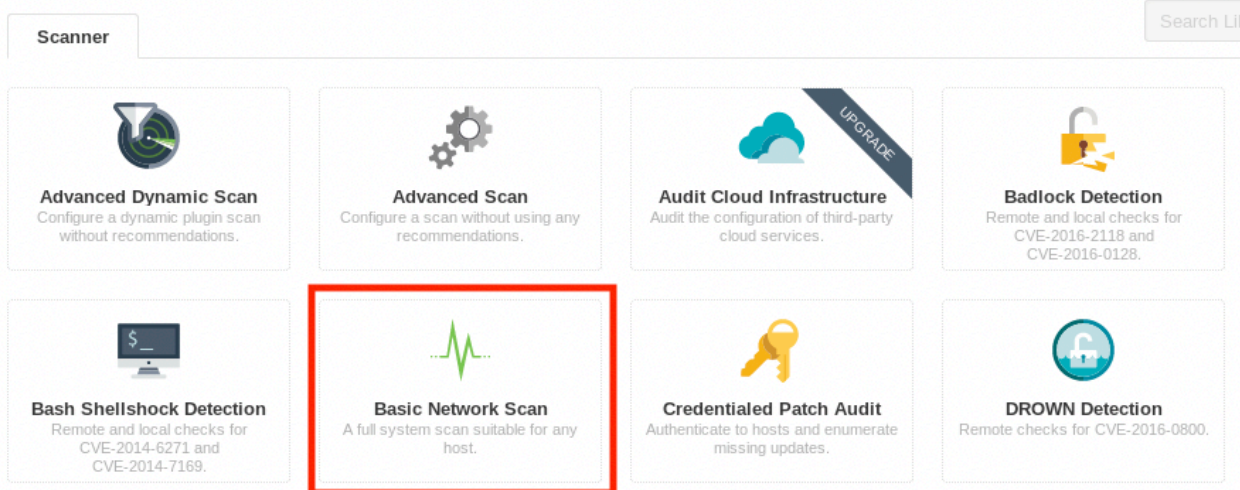 Scanner
Search Li
UPGRADE
Advanced Dynamic Scan
Configure a dynamic plugin scan
without recommendations.
Advanced Scan
Configure a scan without using any
recommendations.
Audit Cloud Infrastructure
Audit the configuration of third-party
cloud services.
Badlock Detection
Remote and local checks for
CVE-2016-2118 and
CVE-2016-0128.
$_
Bash Shellshock Detection
Remote and local checks for
CVE-2014-6271 and
CVE-2014-7169.
Basic Network Scan
A full system scan suitable for any
host.
Credentialed Patch Audit
Authenticate to hosts and enumerate
missing updates.
DROWN Detection
Remote checks for CVE-2016-0800.